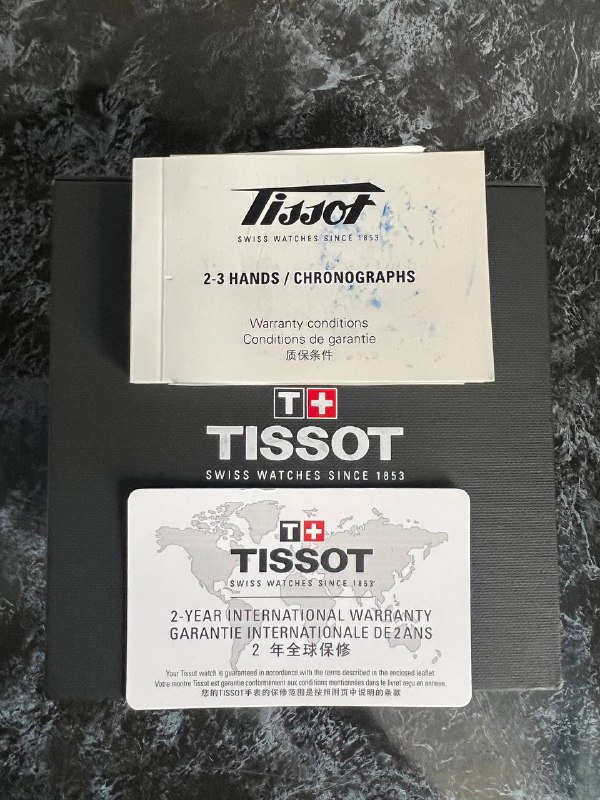 Tissot
SWISS WATCHES SINCE 1853
2-3 HANDS / CHRONOGRAPHS
Warranty conditions
Conditions de garantie
质保条件
T+
TISSOT
SWISS WATCHES SINCE 1853
T+
TISSOT
SWISS WATCHES SINCE 1853
2-YEAR INTERNATIONAL WARRANTY
GARANTIE INTERNATIONALE DE 2 ANS
2 年全球保修
Your Tissot watch is guaranteed in accordance with the terms described in the enclosed leaflet.
Votre montre Tissot est garantie conformément aux conditions mentionnées dans le livret reçu en annexe.
您的TISSOT手表的保修范围是按照附页中说明的条款